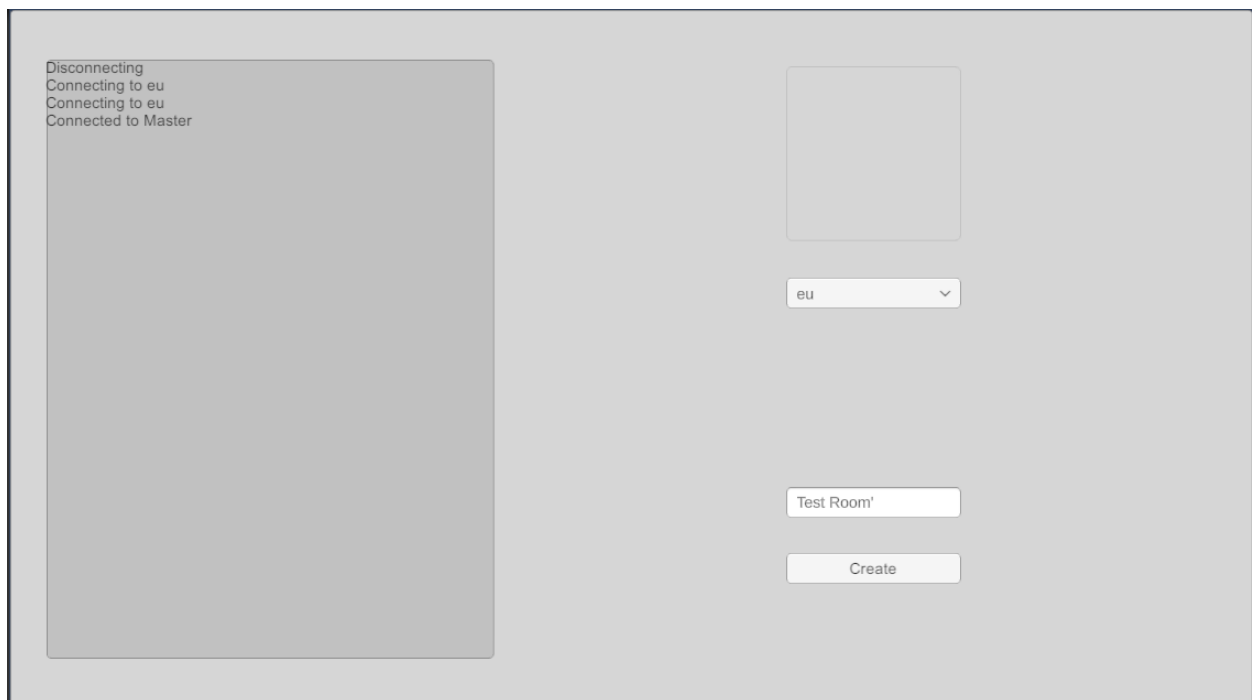 Disconnecting
Connecting to eu
Connecting to eu
Connected to Master
eu
Test Room'
Create